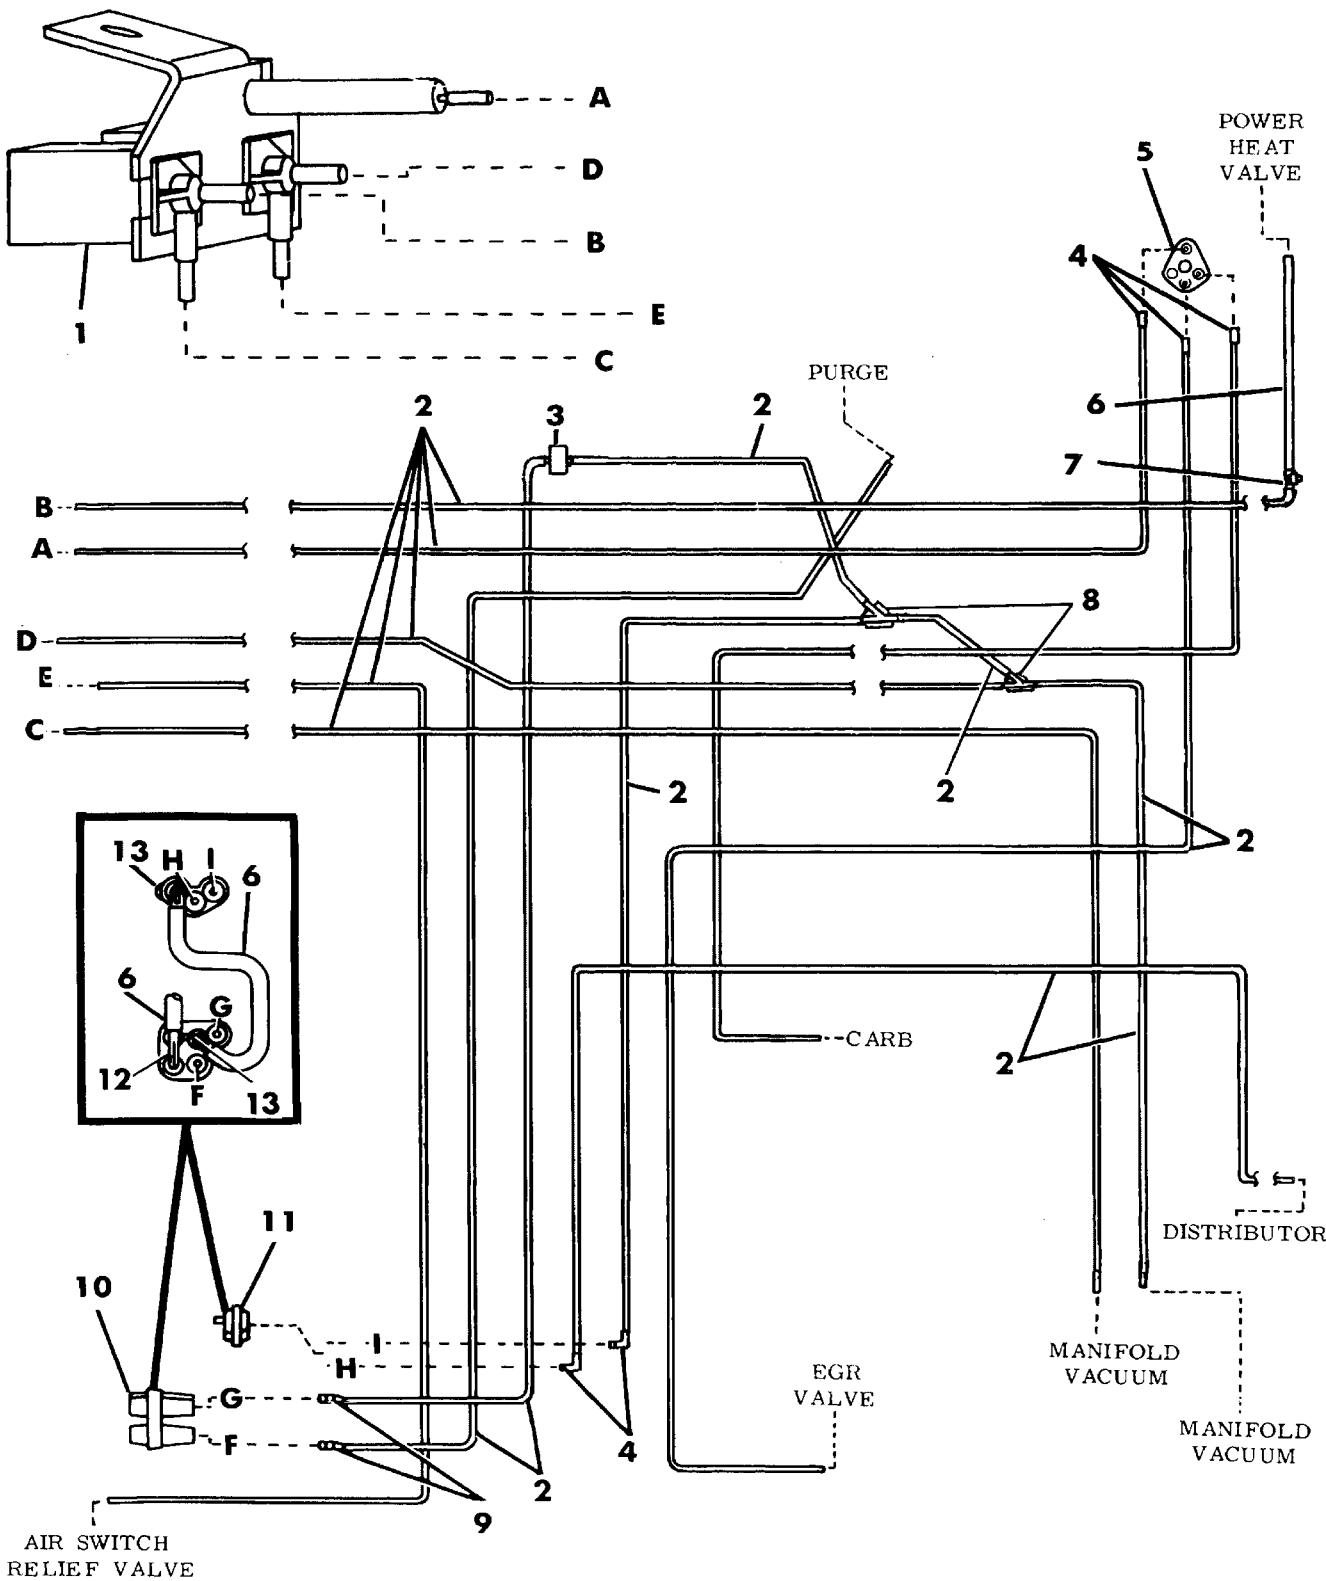 A
POWER
HEAT
VALVE
5
D
B
4
E
1
C
PURGE
2
3
2
6
7
B
A
8
D
E
C
2
2
2
13
H
I
6
6
G
CARB
12
F
13
2
11
DISTRIBUTOR
10
I
H
MANIFOLD
VACUUM
EGR
VALVE
G
F
4
MANIFOLD
VACUUM
2
9
AIR SWITCH
RELIEF VALVE